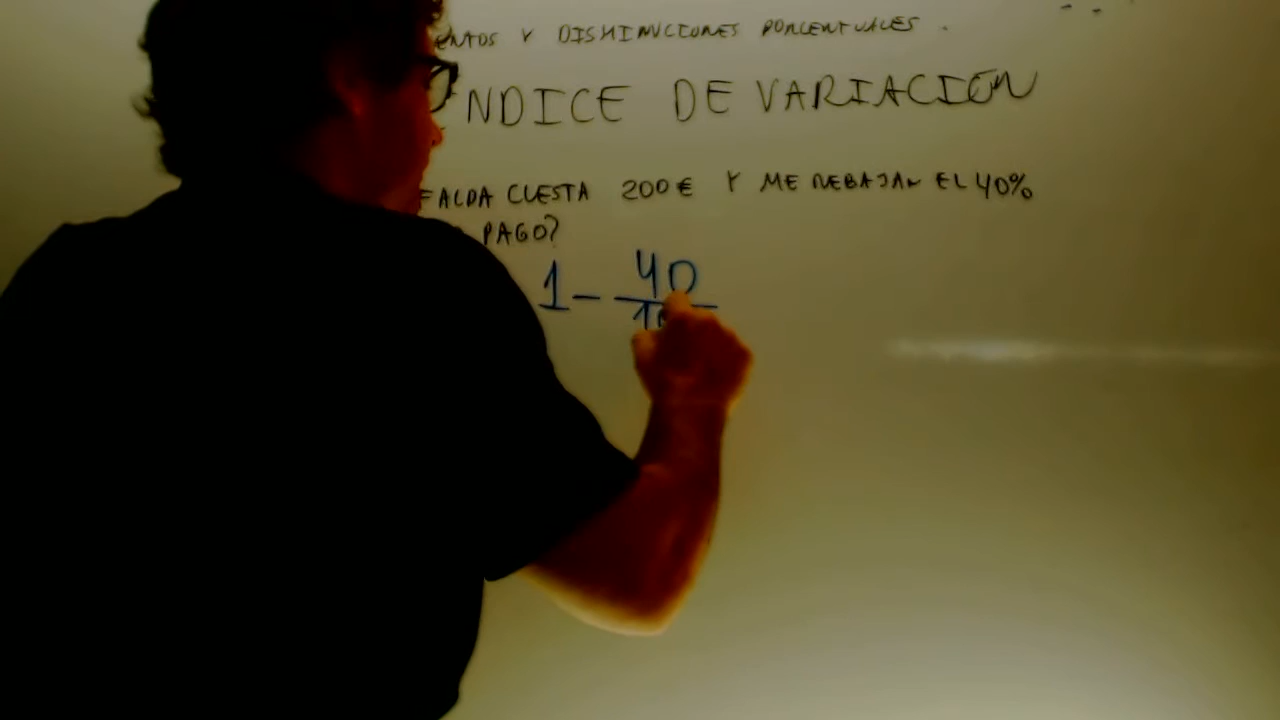 ENTOS Y DISMINUCIONES PORCENTUALES.
NDICE DE VARIACIÓN
FALDA CUESTA 200€ Y ME REBAJAN EL 40%
PAGO?
1 - 40